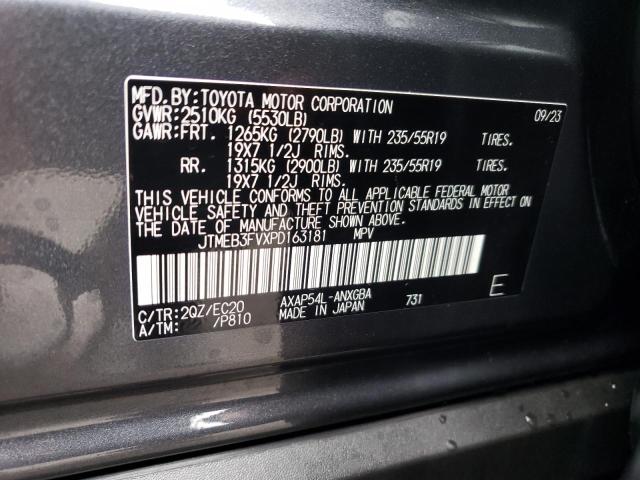 MFD.BY:TOYOTA MOTOR CORPORATION 09/23
GVWR:2510KG (5530LB)
GAWR:FRT. 1265KG (2790LB) WITH 235/55R19 TIRES.
19X7 1/2J RIMS.
RR. 1315KG (2900LB) WITH 235/55R19 TIRES.
19X7 1/2J RIMS.
THIS VEHICLE CONFORMS TO ALL APPLICABLE FEDERAL MOTOR
VEHICLE SAFETY AND THEFT PREVENTION STANDARDS IN EFFECT ON
THE DATE OF MANUFACTURE SHOWN ABOVE.
JTMEB3FVXPD163181 MPV
C/TR:2QZ/EC20 AXAP54L-ANXGBA 731 E
A/TM: /P810 MADE IN JAPAN